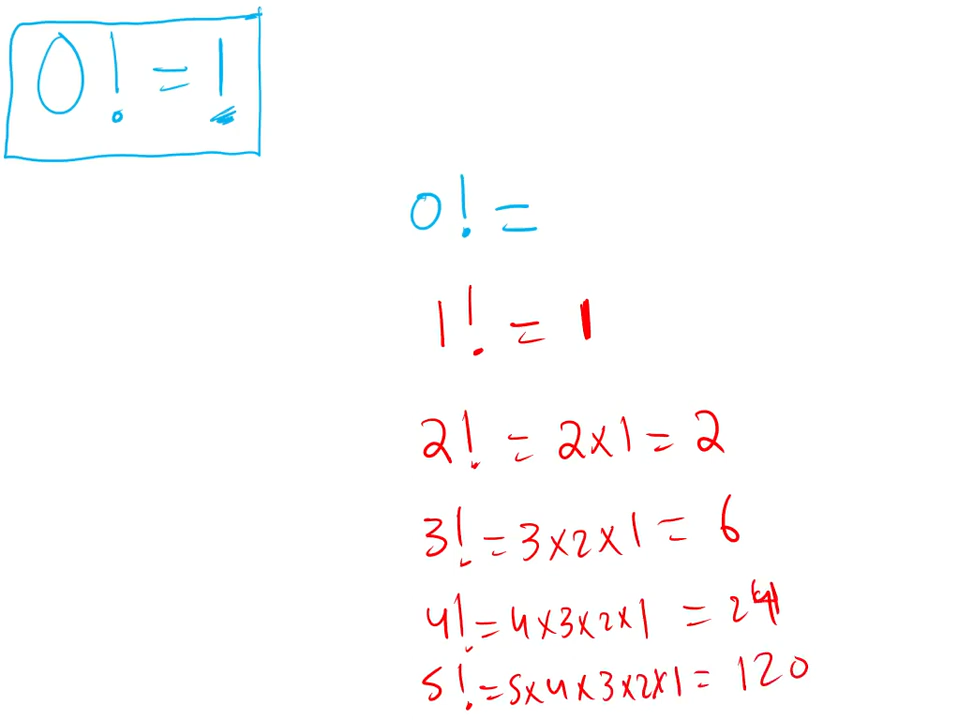 0! = 1
0! =
1! = 1
2! = 2x1 = 2
3! = 3x2x1 = 6
4! = 4x3x2x1 = 24
5! = 5x4x3x2x1 = 120